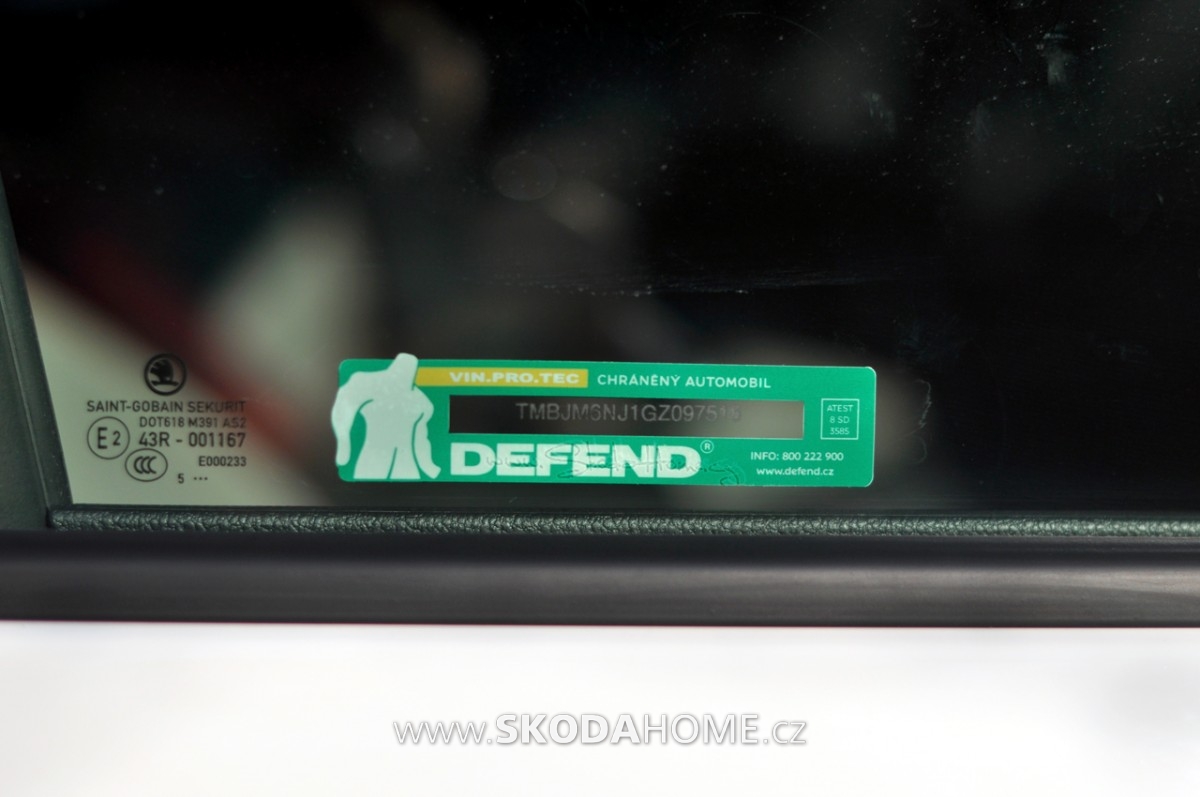 SAINT-GOBAIN SEKURIT
DOT618 M391 AS2
E2 43R - 001167
CCC E000233
5 ...
VIN.PRO.TEC CHRÁNĚNÝ AUTOMOBIL
ATEST
8 SD
3585
DEFEND®
INFO: 800 222 900
www.defend.cz
www.SKODAHOME.cz